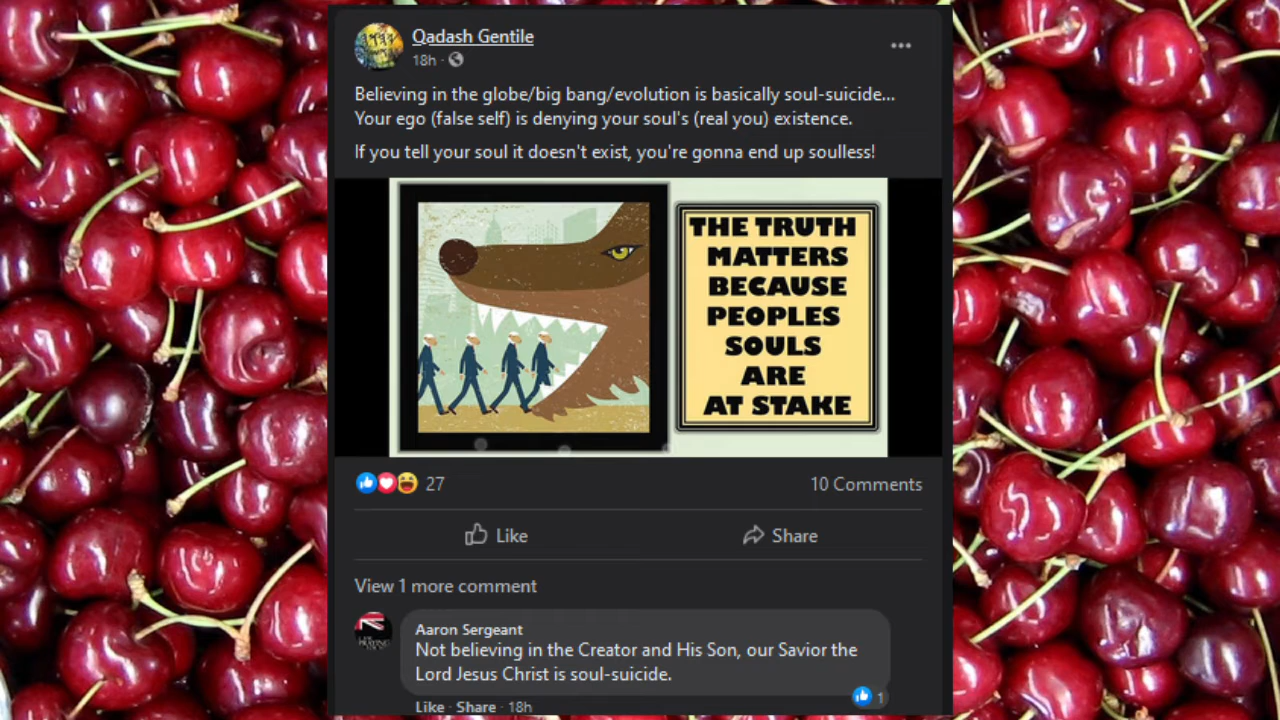 Qadash Gentile
18h ·
Believing in the globe/big bang/evolution is basically soul-suicide...
Your ego (false self) is denying your soul's (real you) existence.
If you tell your soul it doesn't exist, you're gonna end up soulless!
THE TRUTH
MATTERS
BECAUSE
PEOPLES
SOULS
ARE
AT STAKE
27
10 Comments
Like
Share
View 1 more comment
Aaron Sergeant
Not believing in the Creator and His Son, our Savior the
Lord Jesus Christ is soul-suicide.
1
Like · Share · 18h